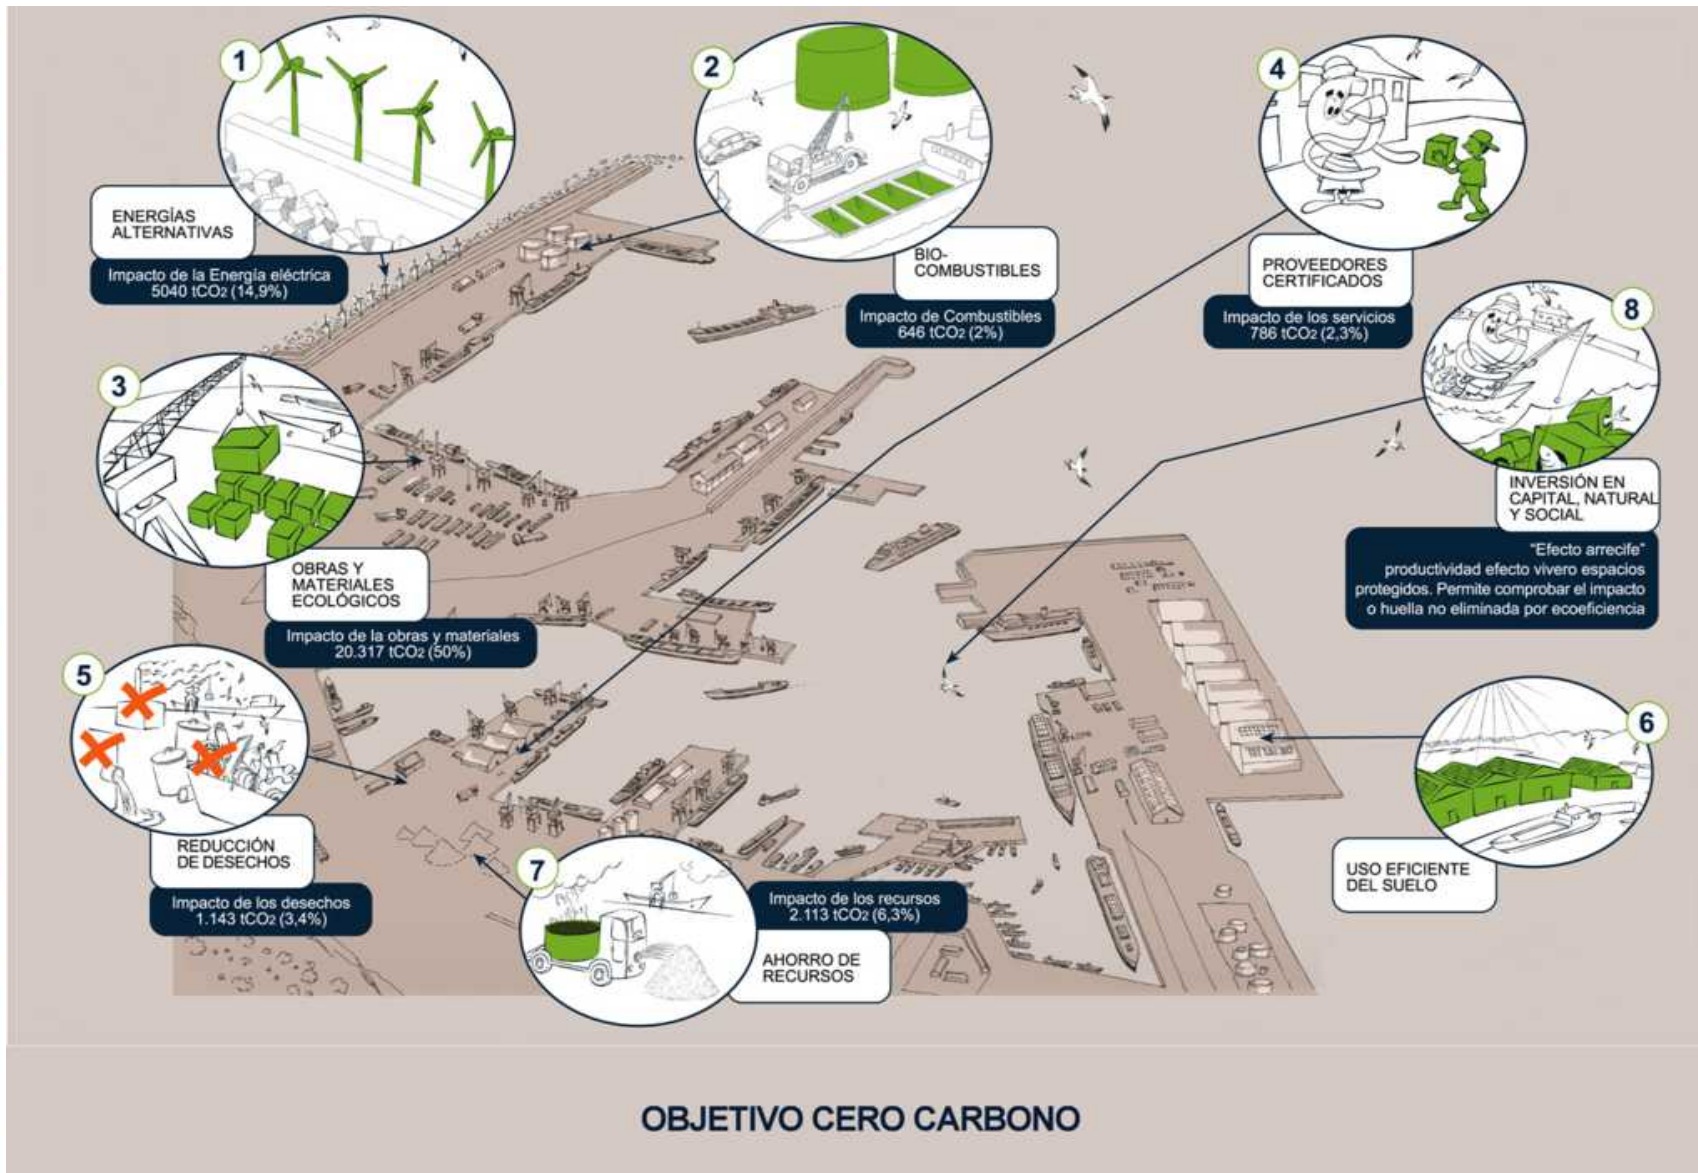 1
ENERGÍAS
ALTERNATIVAS
Impacto de la Energía eléctrica
5040 tCO2 (14,9%)
2
BIO-
COMBUSTIBLES
Impacto de Combustibles
646 tCO2 (2%)
3
OBRAS Y
MATERIALES
ECOLÓGICOS
Impacto de la obras y materiales
20.317 tCO2 (50%)
4
PROVEEDORES
CERTIFICADOS
Impacto de los servicios
786 tCO2 (2,3%)
5
REDUCCIÓN
DE DESECHOS
Impacto de los desechos
1.143 tCO2 (3,4%)
6
USO EFICIENTE
DEL SUELO
7
Impacto de los recursos
2.113 tCO2 (6,3%)
AHORRO DE
RECURSOS
8
INVERSIÓN EN
CAPITAL, NATURAL
Y SOCIAL
"Efecto arrecife"
productividad efecto vivero espacios
protegidos. Permite comprobar el impacto
o huella no eliminada por ecoeficiencia
OBJETIVO CERO CARBONO